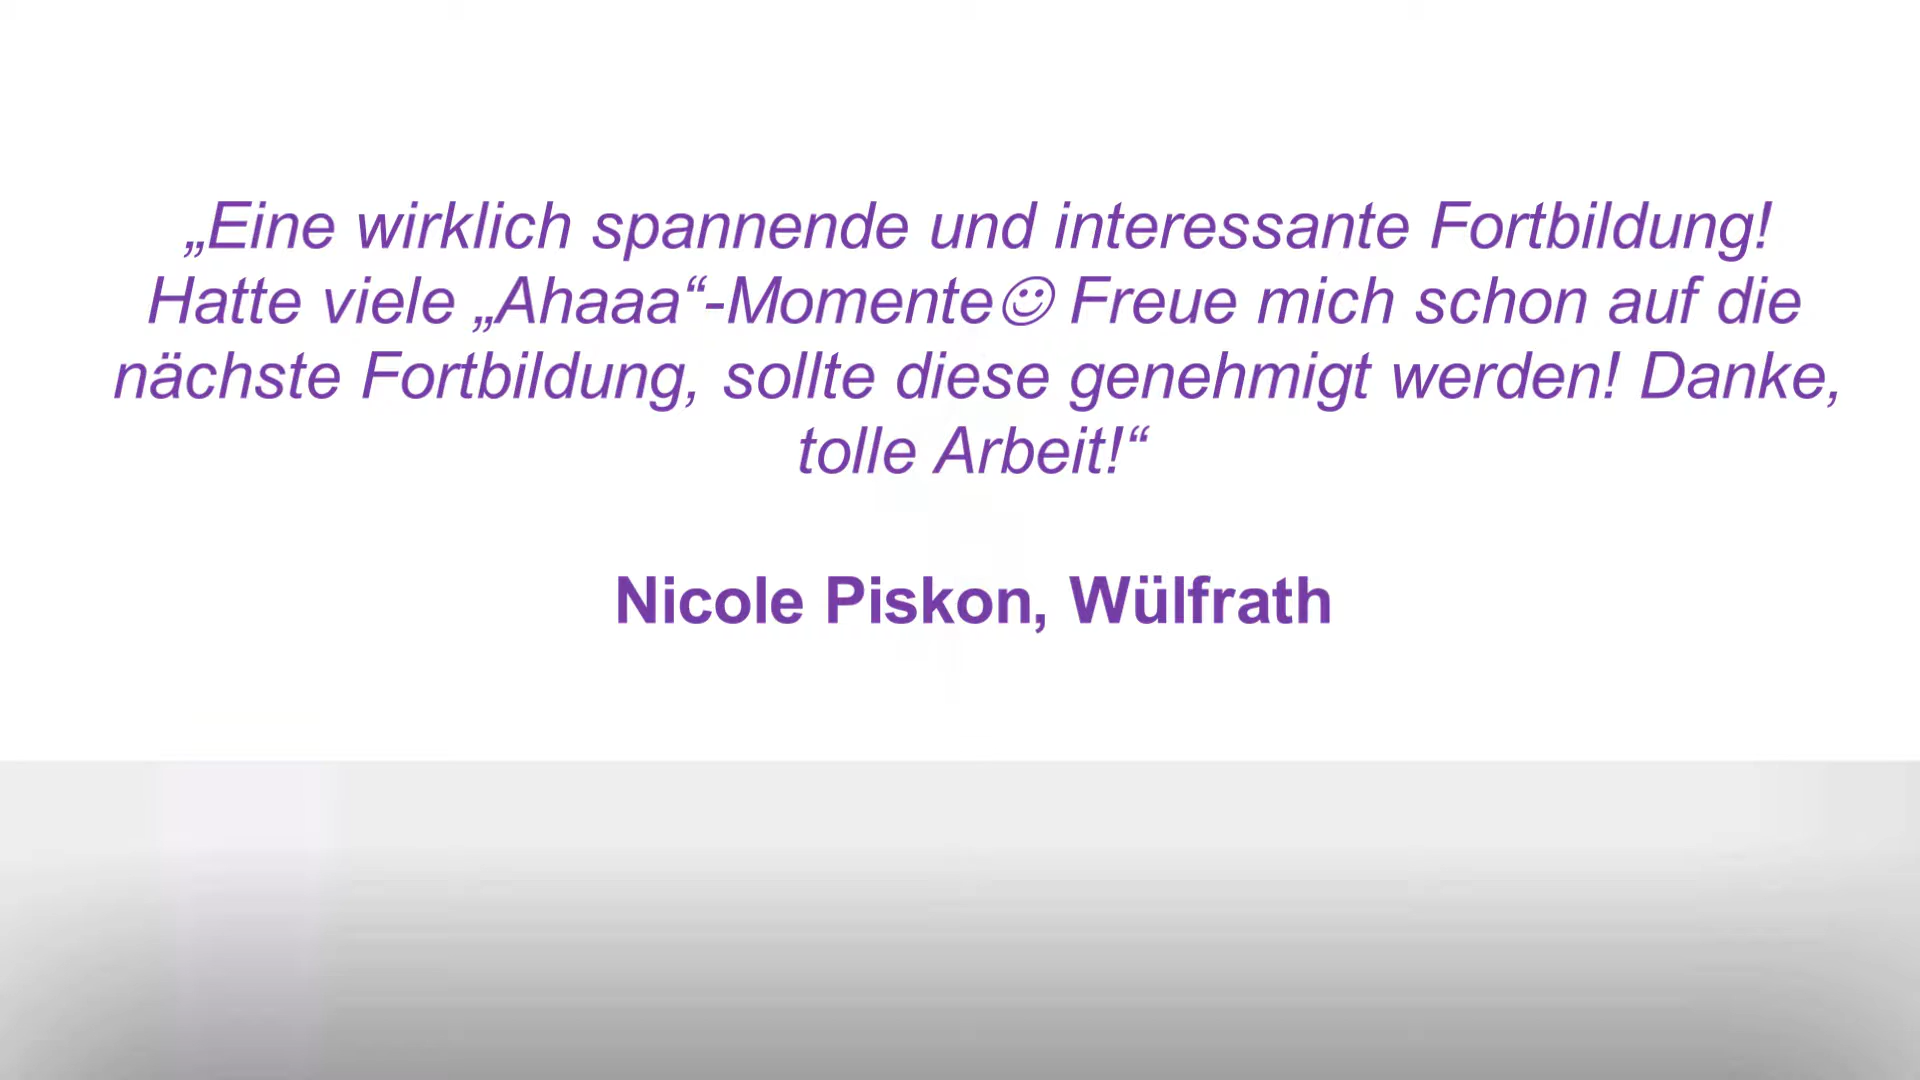 „Eine wirklich spannende und interessante Fortbildung!
Hatte viele „Ahaaa“-Momente☺ Freue mich schon auf die
nächste Fortbildung, sollte diese genehmigt werden! Danke,
tolle Arbeit!“
Nicole Piskon, Wülfrath